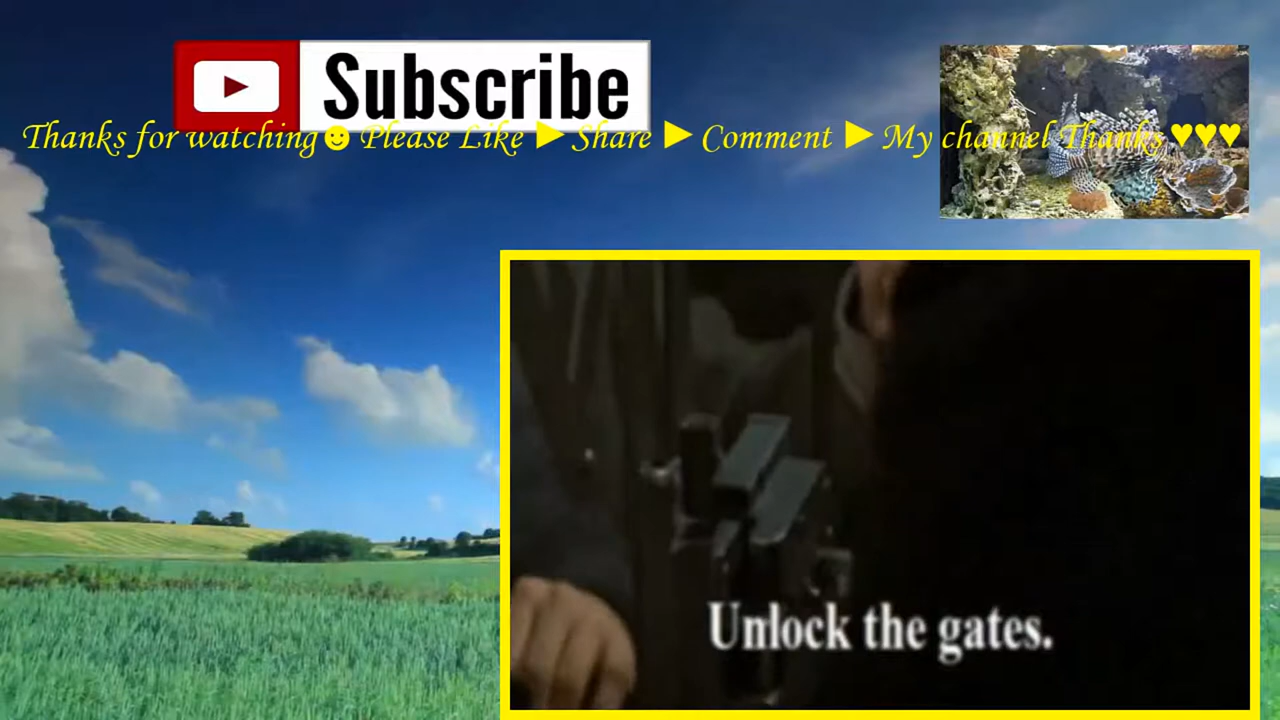 Subscribe
Thanks for watching☻Please Like ► Share ► Comment ► My channel Thanks ♥♥♥
Unlock the gates.